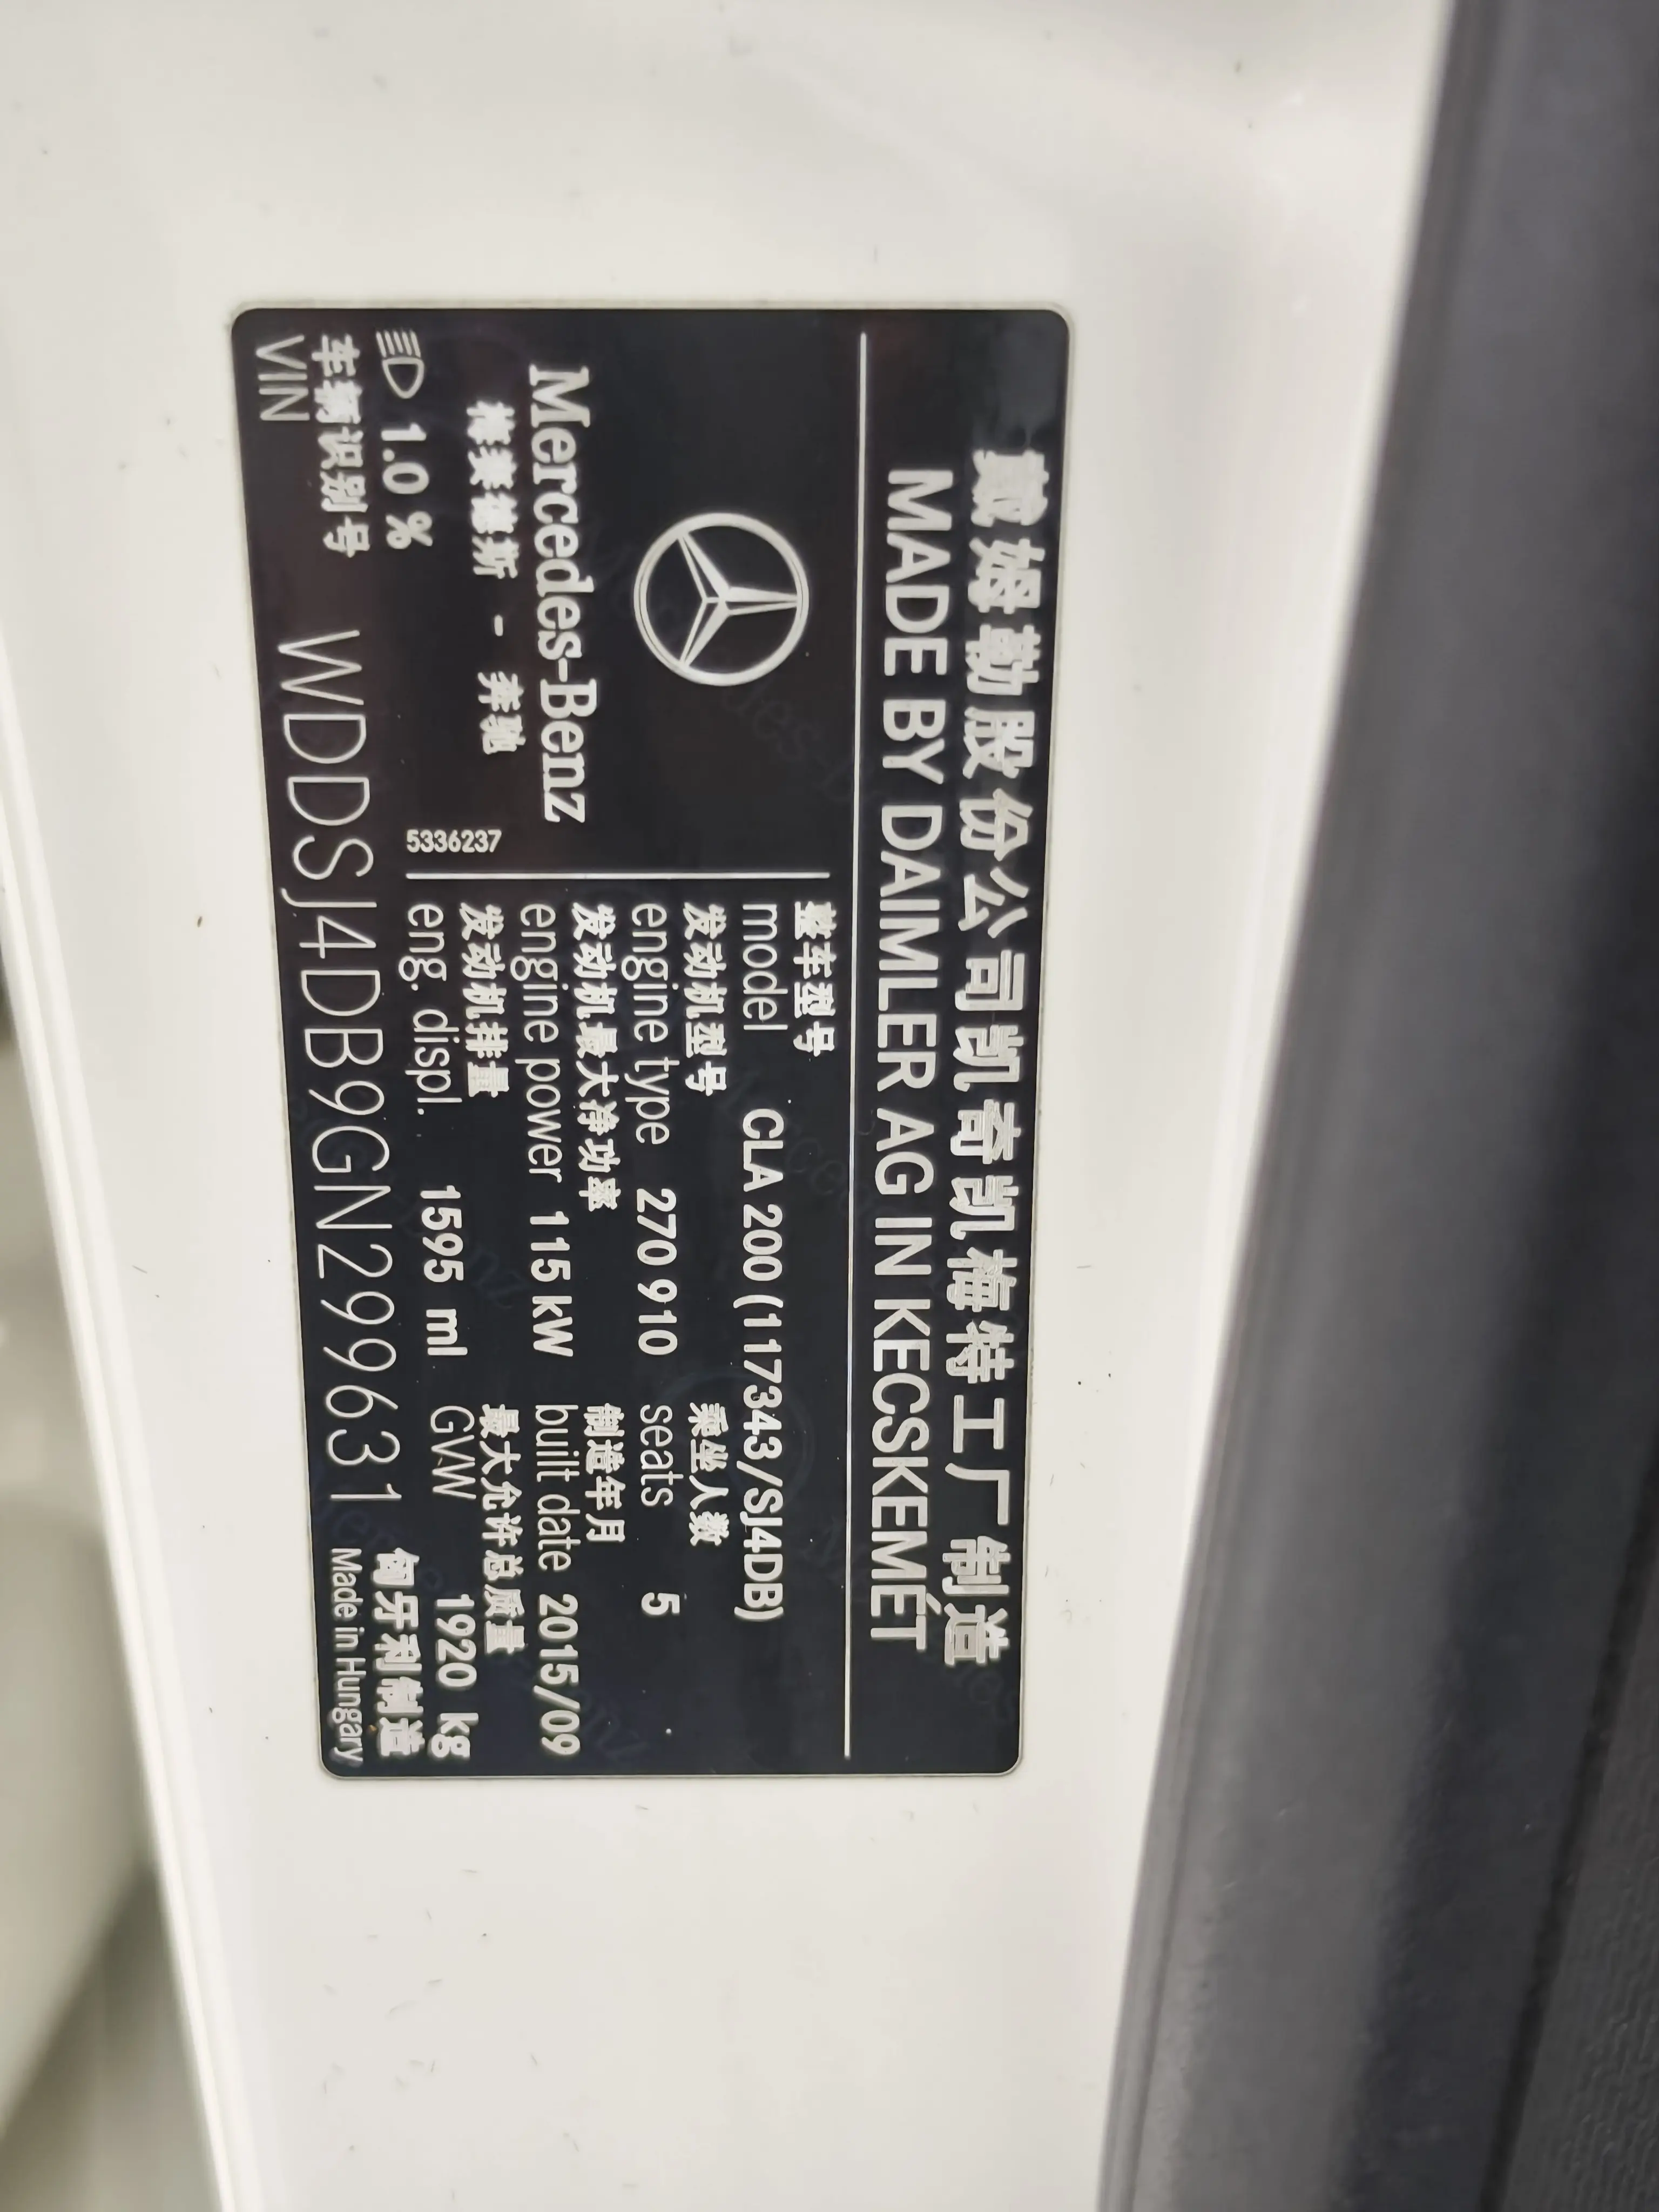 戴姆勒股份公司凯奇凯梅特工厂制造
MADE BY DAIMLER AG IN KECSKEMÉT
Mercedes-Benz
梅赛德斯 - 奔驰
5336237
整车型号
model CLA 200 (117343/SJ4DB)
发动机型号 乘坐人数
engine type 270 910 seats 5
发动机最大净功率 制造年月
engine power 115 kW built date 2015/09
发动机排量 最大允许总质量
eng. displ. 1595 ml GVW 1920 kg
1.0 %
车辆识别号
VIN WDDSJ4DB9GN299631
匈牙利制造
Made in Hungary